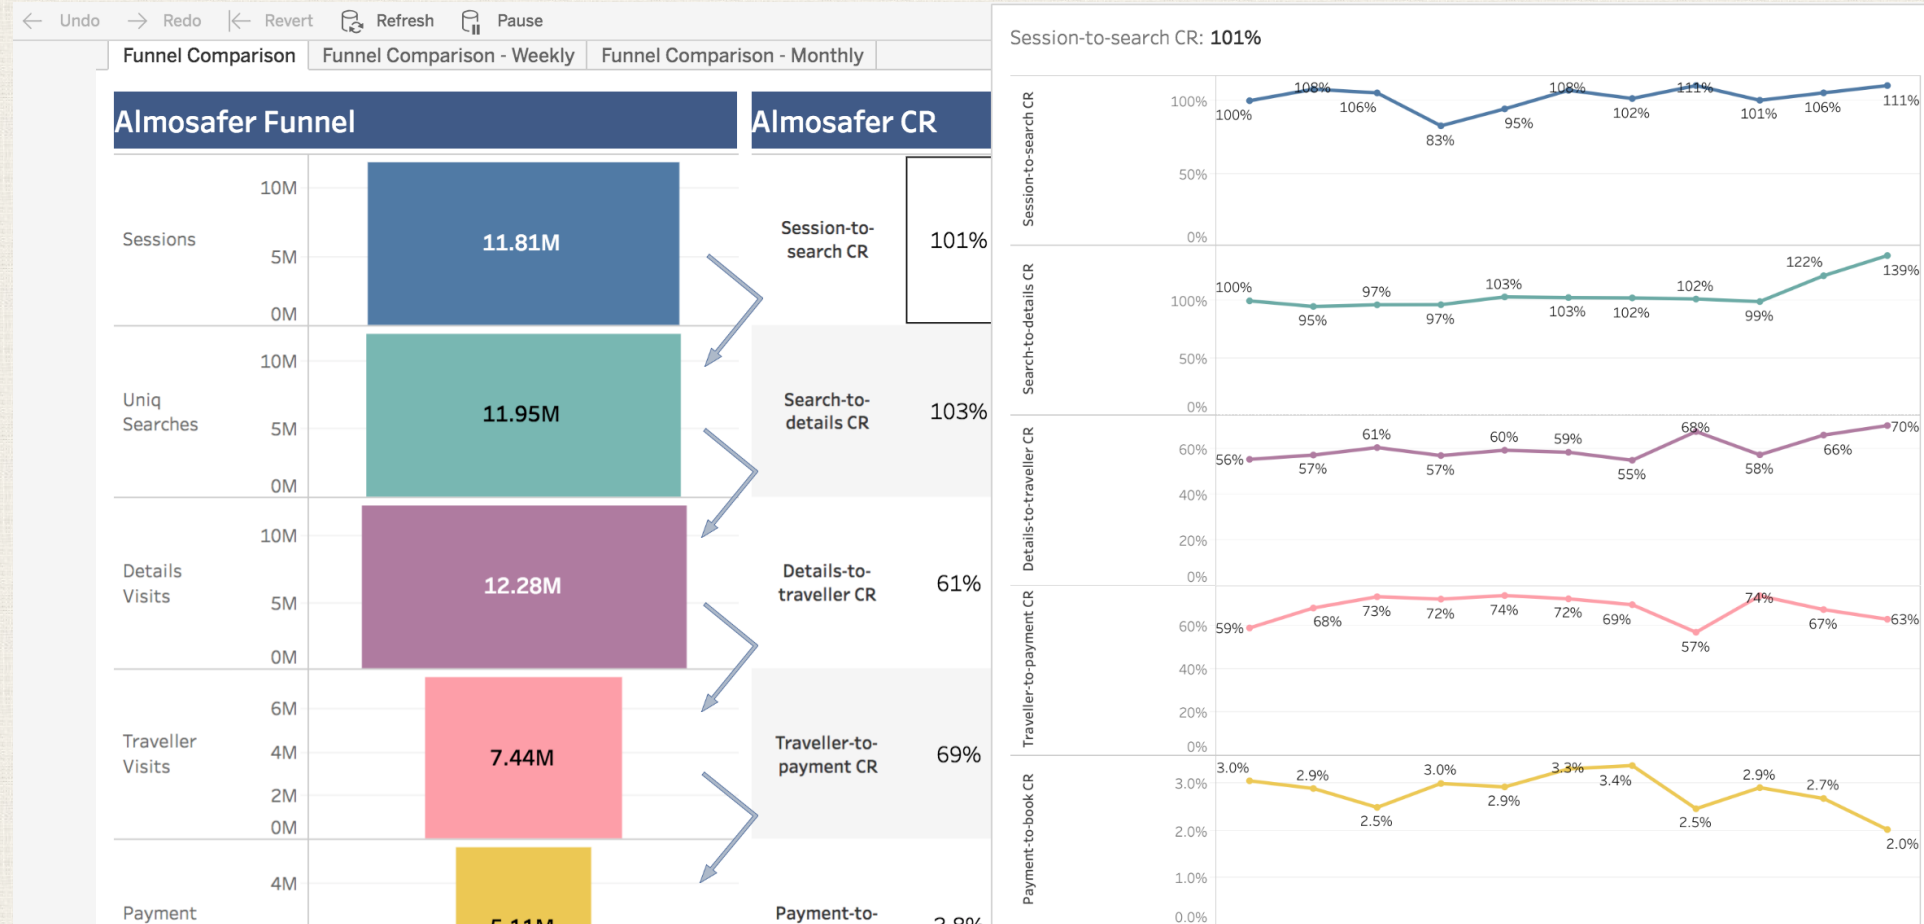 Undo Redo Revert Refresh Pause
Funnel Comparison Funnel Comparison - Weekly Funnel Comparison - Monthly
Almosafer Funnel
10M
5M
0M
Sessions
11.81M
10M
5M
0M
Uniq
Searches
11.95M
10M
5M
0M
Details
Visits
12.28M
6M
4M
2M
0M
Traveller
Visits
7.44M
4M
Payment
5.11M
Almosafer CR
Session-to-
search CR
101%
Search-to-
details CR
103%
Details-to-
traveller CR
61%
Traveller-to-
payment CR
69%
Payment-to-
Session-to-search CR: 101%
Session-to-search CR
100%
50%
0%
100%
108%
106%
83%
95%
108%
102%
111%
101%
106%
111%
Search-to-details CR
100%
50%
0%
100%
95%
97%
97%
103%
103%
102%
102%
99%
122%
139%
Details-to-traveller CR
60%
40%
20%
0%
56%
57%
61%
57%
60%
59%
55%
68%
58%
66%
70%
Traveller-to-payment CR
60%
40%
20%
0%
59%
68%
73%
72%
74%
72%
69%
57%
74%
67%
63%
Payment-to-book CR
3.0%
2.0%
1.0%
0.0%
3.0%
2.9%
2.5%
3.0%
2.9%
3.3%
3.4%
2.5%
2.9%
2.7%
2.0%